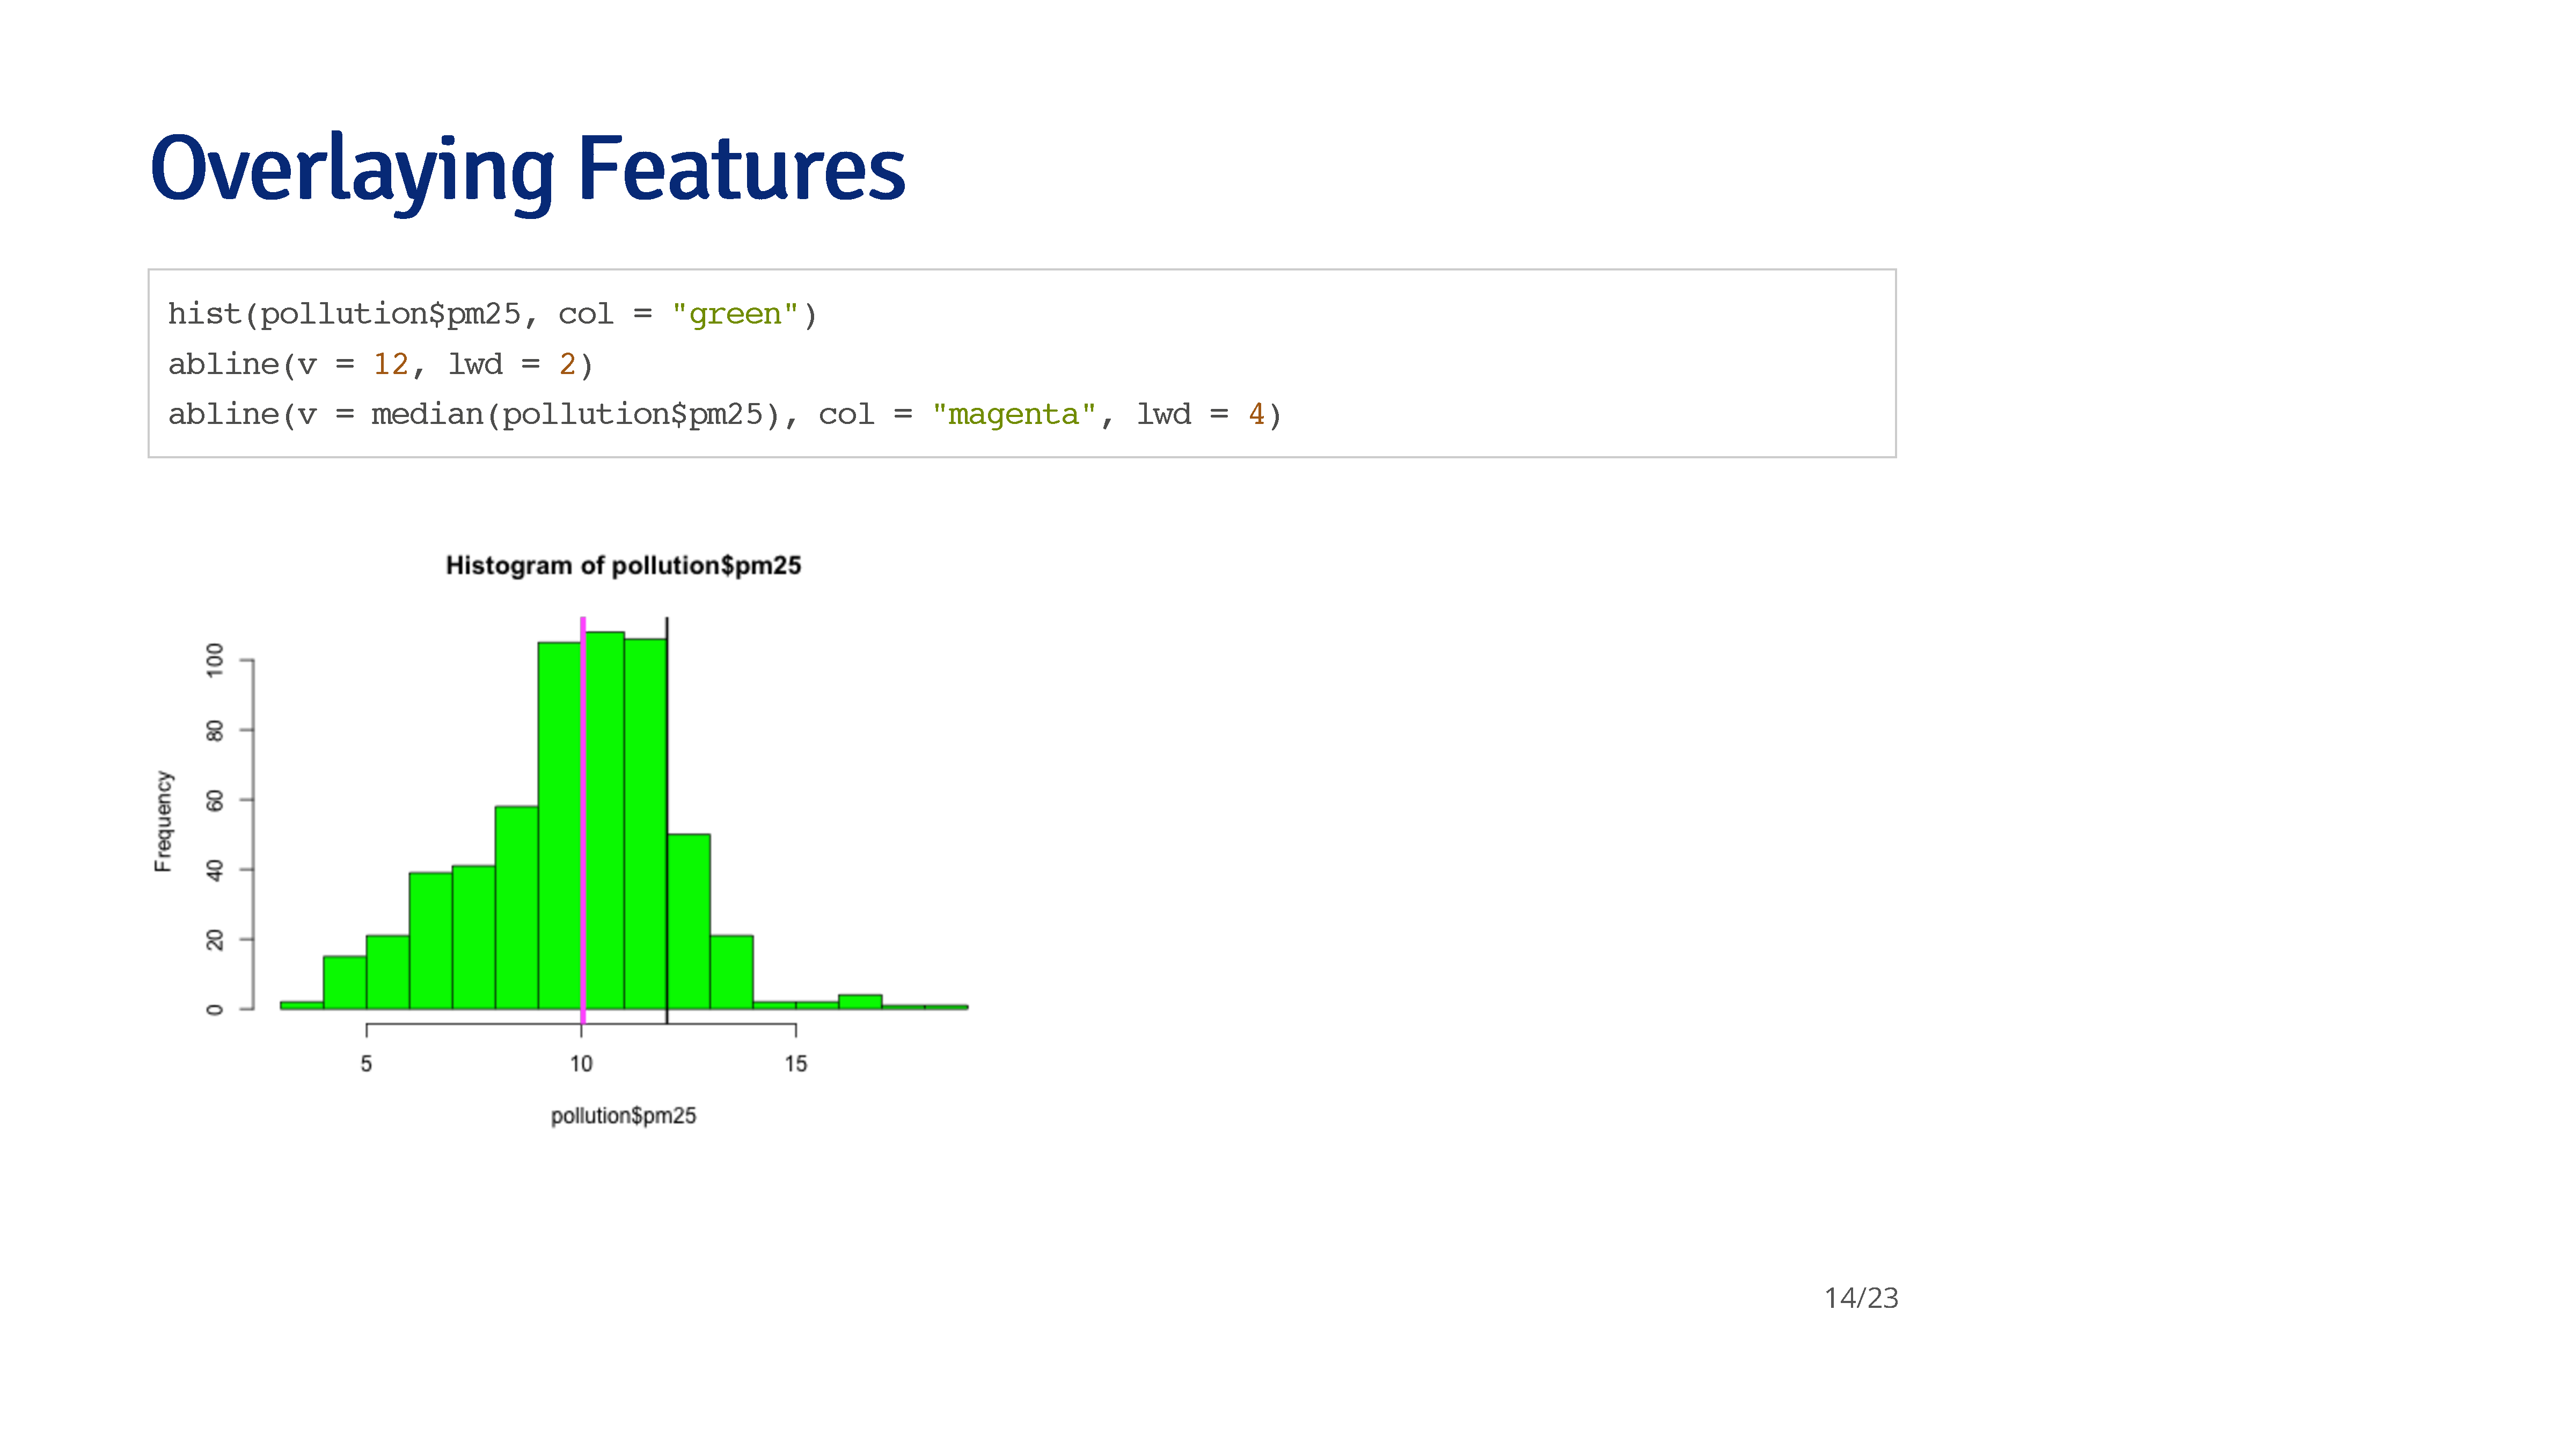 Overlaying Features
hist(pollution$pm25, col = "green")
abline(v = 12, lwd = 2)
abline(v = median(pollution$pm25), col = "magenta", lwd = 4)
Histogram of pollution$pm25
Frequency
100
80
60
40
20
0
5 10 15
pollution$pm25
14/23